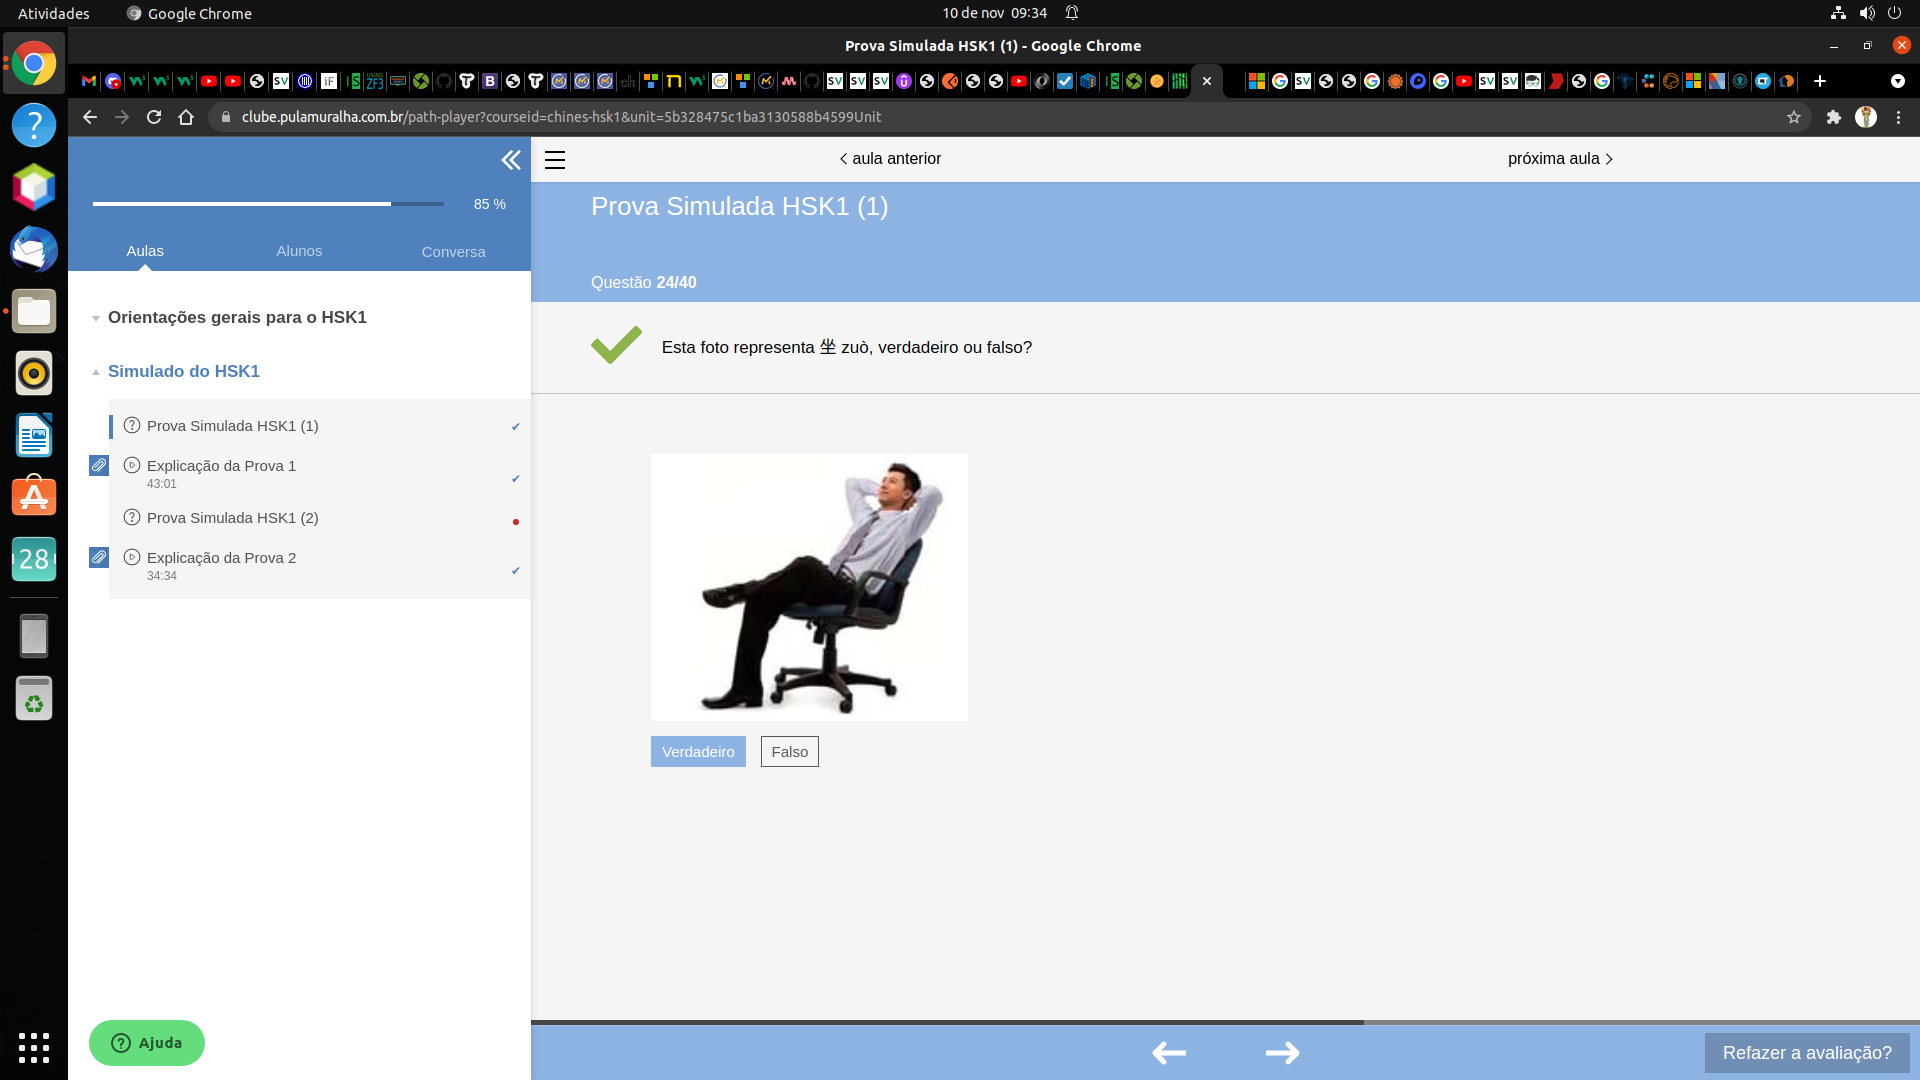 Atividades
Google Chrome
10 de nov 09:34
Prova Simulada HSK1 (1) - Google Chrome
clube.pulamuralha.com.br/path-player?courseid=chines-hsk1&unit=5b328475c1ba3130588b4599Unit
85 %
Aulas
Alunos
Conversa
Orientações gerais para o HSK1
Simulado do HSK1
Prova Simulada HSK1 (1)
Explicação da Prova 1
43:01
Prova Simulada HSK1 (2)
Explicação da Prova 2
34:34
Ajuda
28
aula anterior
próxima aula
Prova Simulada HSK1 (1)
Questão 24/40
Esta foto representa 坐 zuò, verdadeiro ou falso?
Verdadeiro
Falso
Refazer a avaliação?